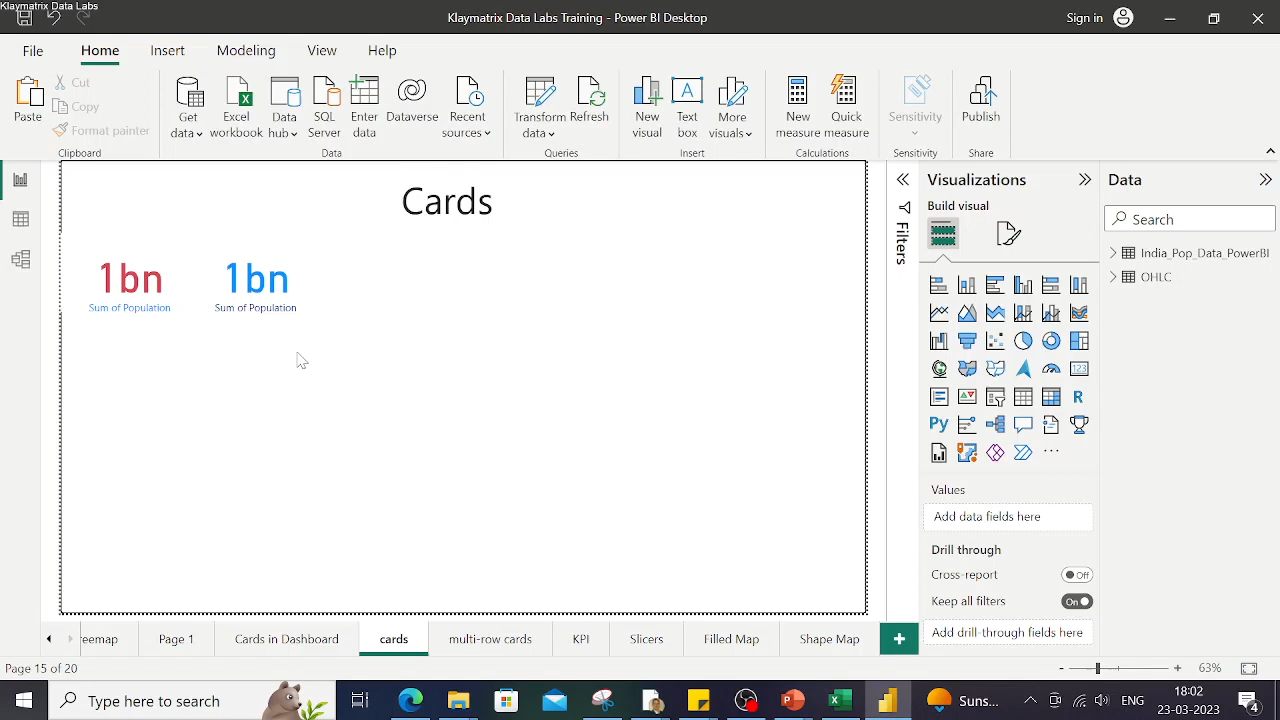 Klaymatrix Data Labs
Klaymatrix Data Labs Training - Power BI Desktop
Sign in
File Home Insert Modeling View Help
Paste
Cut
Copy
Format painter
Clipboard
Get data
Excel workbook
Data hub
SQL Server
Enter data
Dataverse
Recent sources
Data
Transform data
Refresh
Queries
New visual
Text box
More visuals
Insert
New measure
Quick measure
Calculations
Sensitivity
Sensitivity
Publish
Share
Cards
1bn
Sum of Population
1bn
Sum of Population
Filters
Visualizations
Build visual
123
R
Py
Values
Add data fields here
Drill through
Cross-report
Off
Keep all filters
On
Add drill-through fields here
Data
Search
India_Pop_Data_PowerBI
OHLC
eemap Page 1 Cards in Dashboard cards multi-row cards KPI Slicers Filled Map Shape Map +
Page 15 of 20
- + 63%
Type here to search
Suns...
ENG
18:02
23-03-2023
4